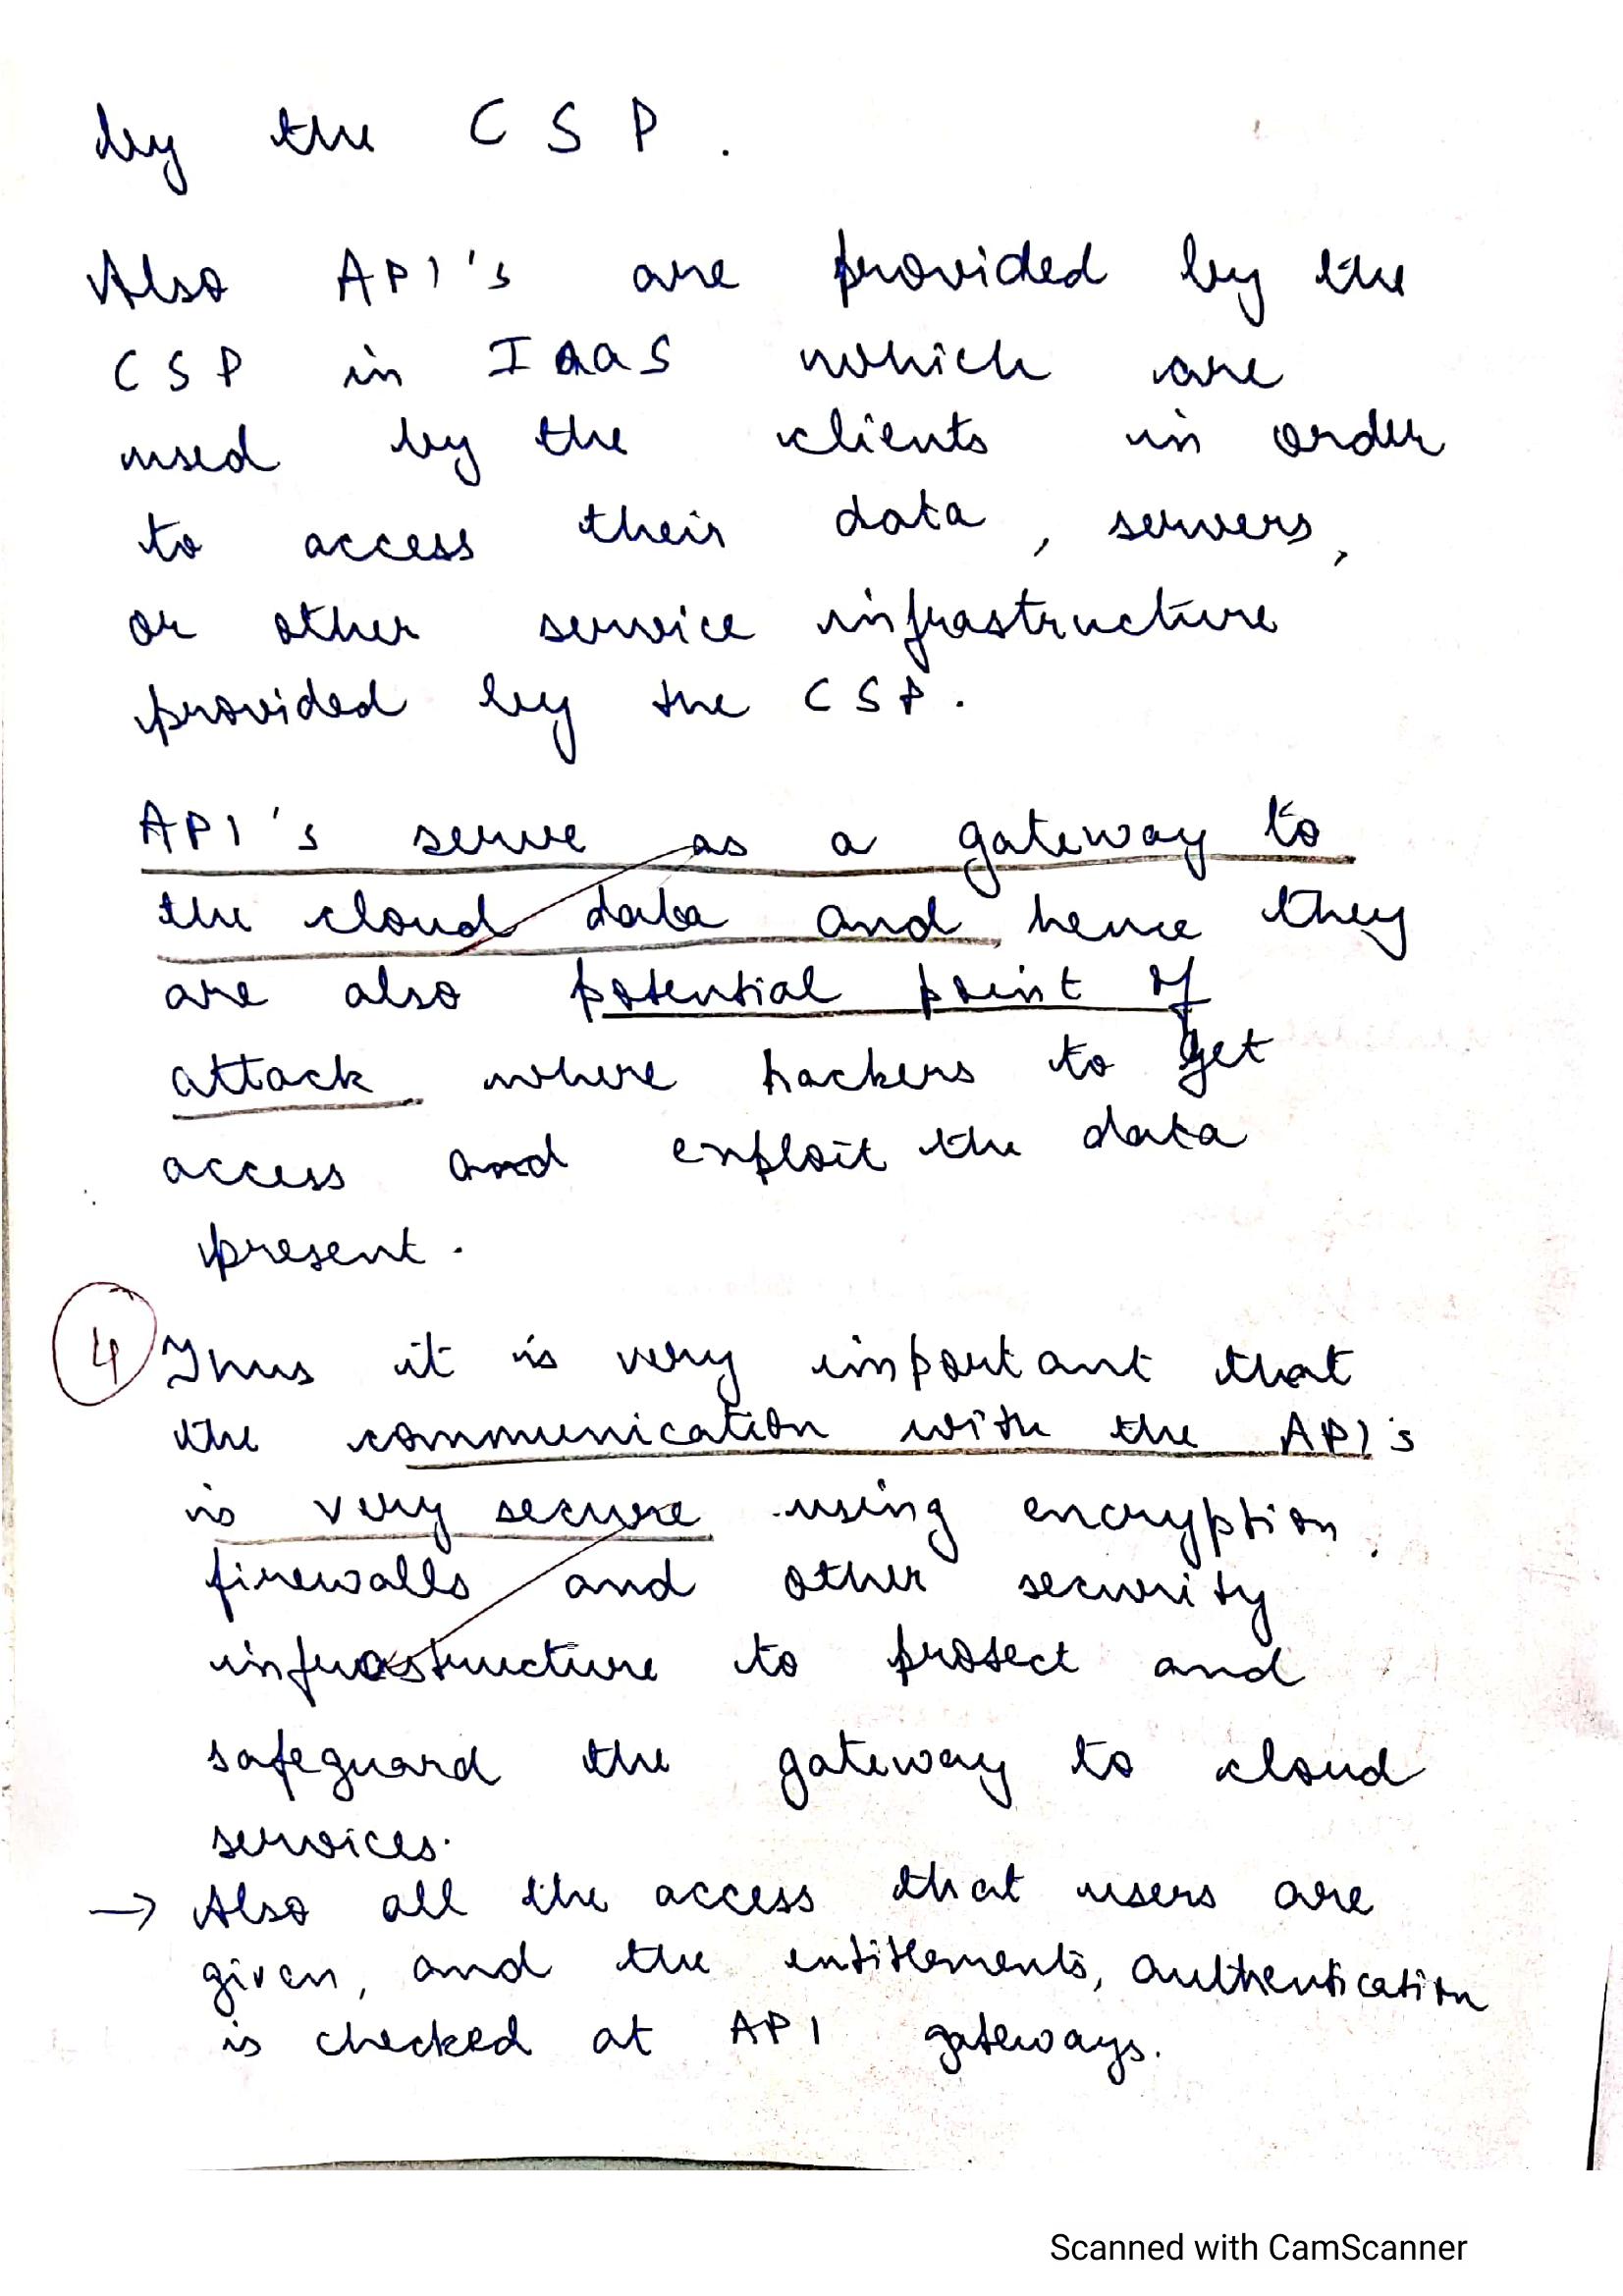 by the CSP.
Also API's are provided by the
CSP in IaaS which are
used by the clients in order
to access their data, servers,
or other service infrastructure
provided by the CSP.
API's serve as a gateway to
the cloud data and hence they
are also potential point of
attack where hackers to get
access and exploit the data
present.
4 Thus it is very important that
the communication with the API's
is very secure using encryption,
firewalls and other security
infrastructure to protect and
safeguard the gateway to cloud
services.
→ Also all the access that users are
given, and the entitlements, authentication
is checked at API gateways.
Scanned with CamScanner